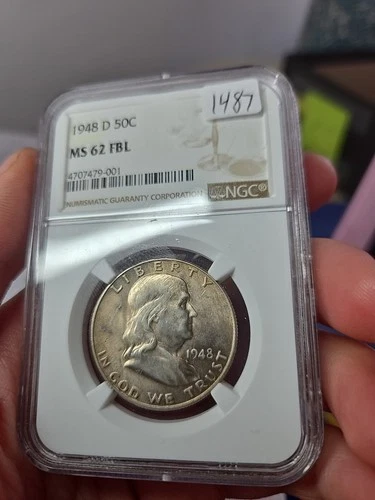 1487
1948 D 50C
MS 62 FBL
4707479-001
NUMISMATIC GUARANTY CORPORATION
NGC®
LIBERTY
1948
IN GOD WE TRUST